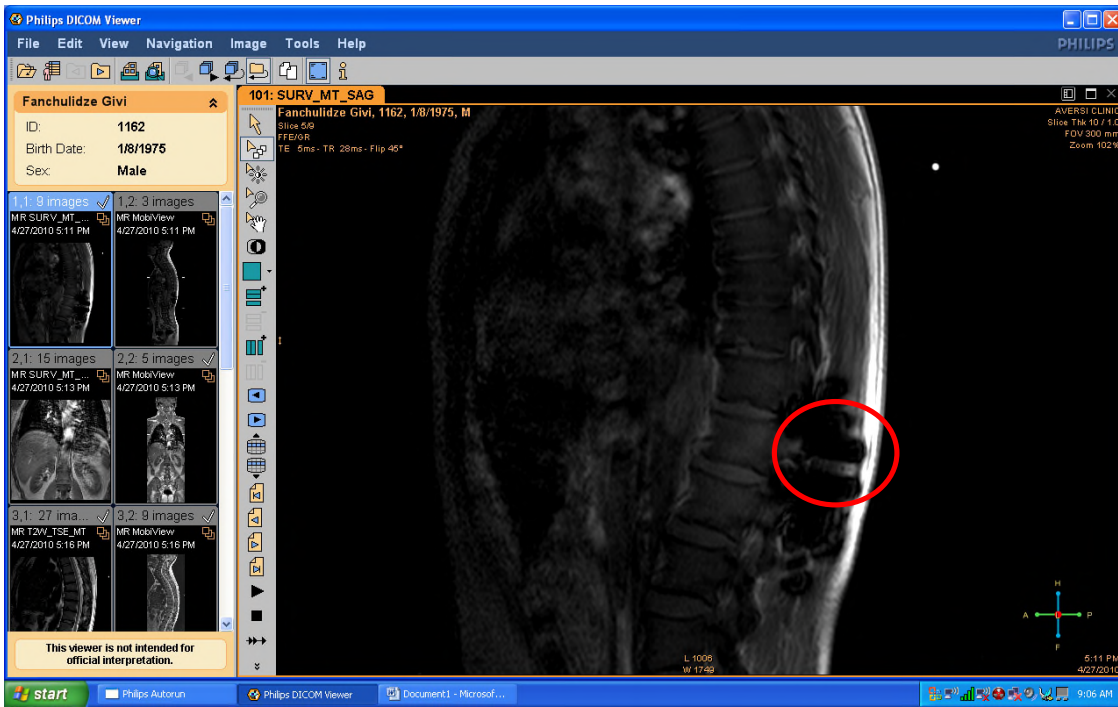 Philips DICOM Viewer
File Edit View Navigation Image Tools Help
PHILIPS
Fanchulidze Givi
ID: 1162
Birth Date: 1/8/1975
Sex: Male
1,1: 9 images
MR SURV_MT_...
4/27/2010 5:11 PM
1,2: 3 images
MR MobiView
4/27/2010 5:11 PM
2,1: 15 images
MR SURV_MT_...
4/27/2010 5:13 PM
2,2: 5 images
MR MobiView
4/27/2010 5:13 PM
3,1: 27 ima...
MR T2W_TSE_MT
4/27/2010 5:16 PM
3,2: 9 images
MR MobiView
4/27/2010 5:16 PM
This viewer is not intended for
official interpretation.
101: SURV_MT_SAG
Fanchulidze Givi, 1162, 1/8/1975, M
Slice 5/9
FFE/GR
TE 5ms - TR 28ms - Flip 45°
AVERSI CLINIC
Slice Thk 10 / 1.0
FOV 300 mm
Zoom 102%
H
A P
F
L 1006
W 1749
5:11 PM
4/27/2010
start
Philips Autorun
Philips DICOM Viewer
Document1 - Microsof...
9:06 AM